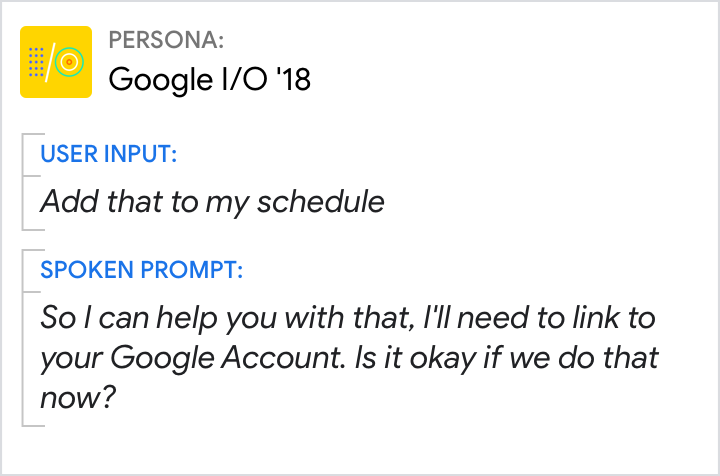 PERSONA:
Google I/O '18
USER INPUT:
Add that to my schedule
SPOKEN PROMPT:
So I can help you with that, I'll need to link to
your Google Account. Is it okay if we do that
now?